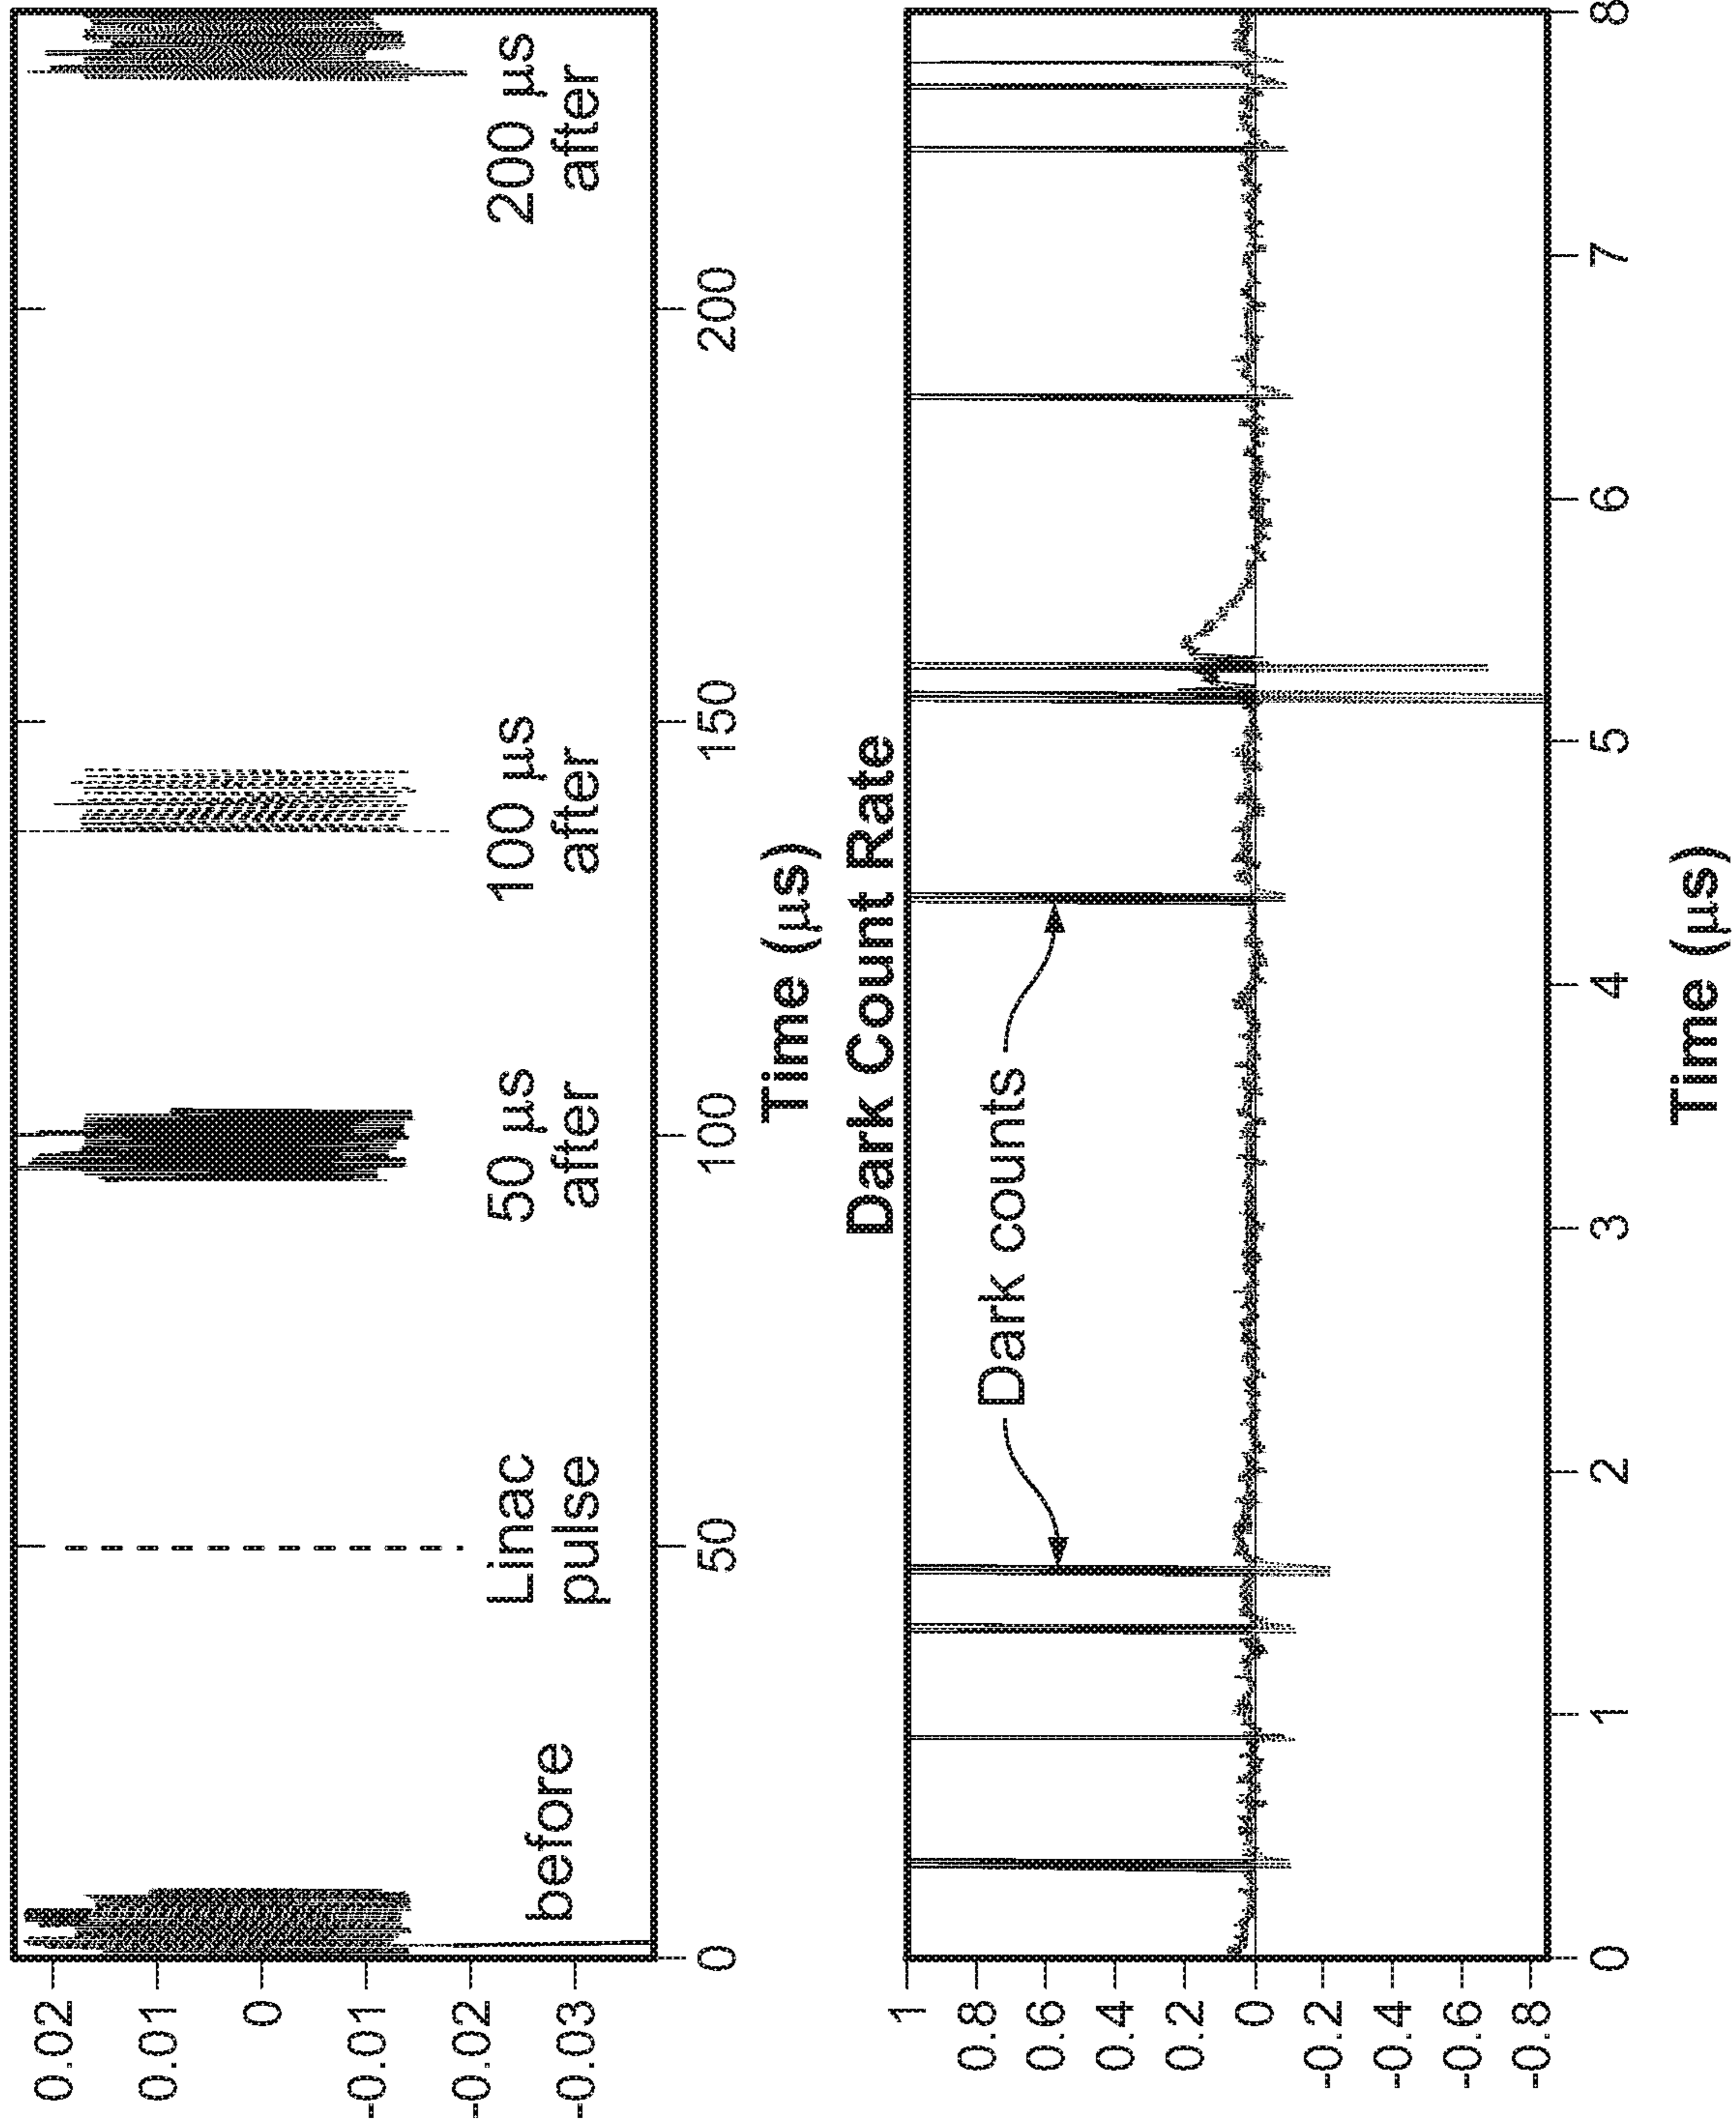 0.02
0.01
0
-0.01
-0.02
-0.03
before
Linac
pulse
50 µs
after
100 µs
after
200 µs
after
0
50
100
150
200
Time (µs)
Dark Count Rate
1
0.8
0.6
0.4
0.2
0
-0.2
-0.4
-0.6
-0.8
Dark counts
0
1
2
3
4
5
6
7
8
Time (µs)